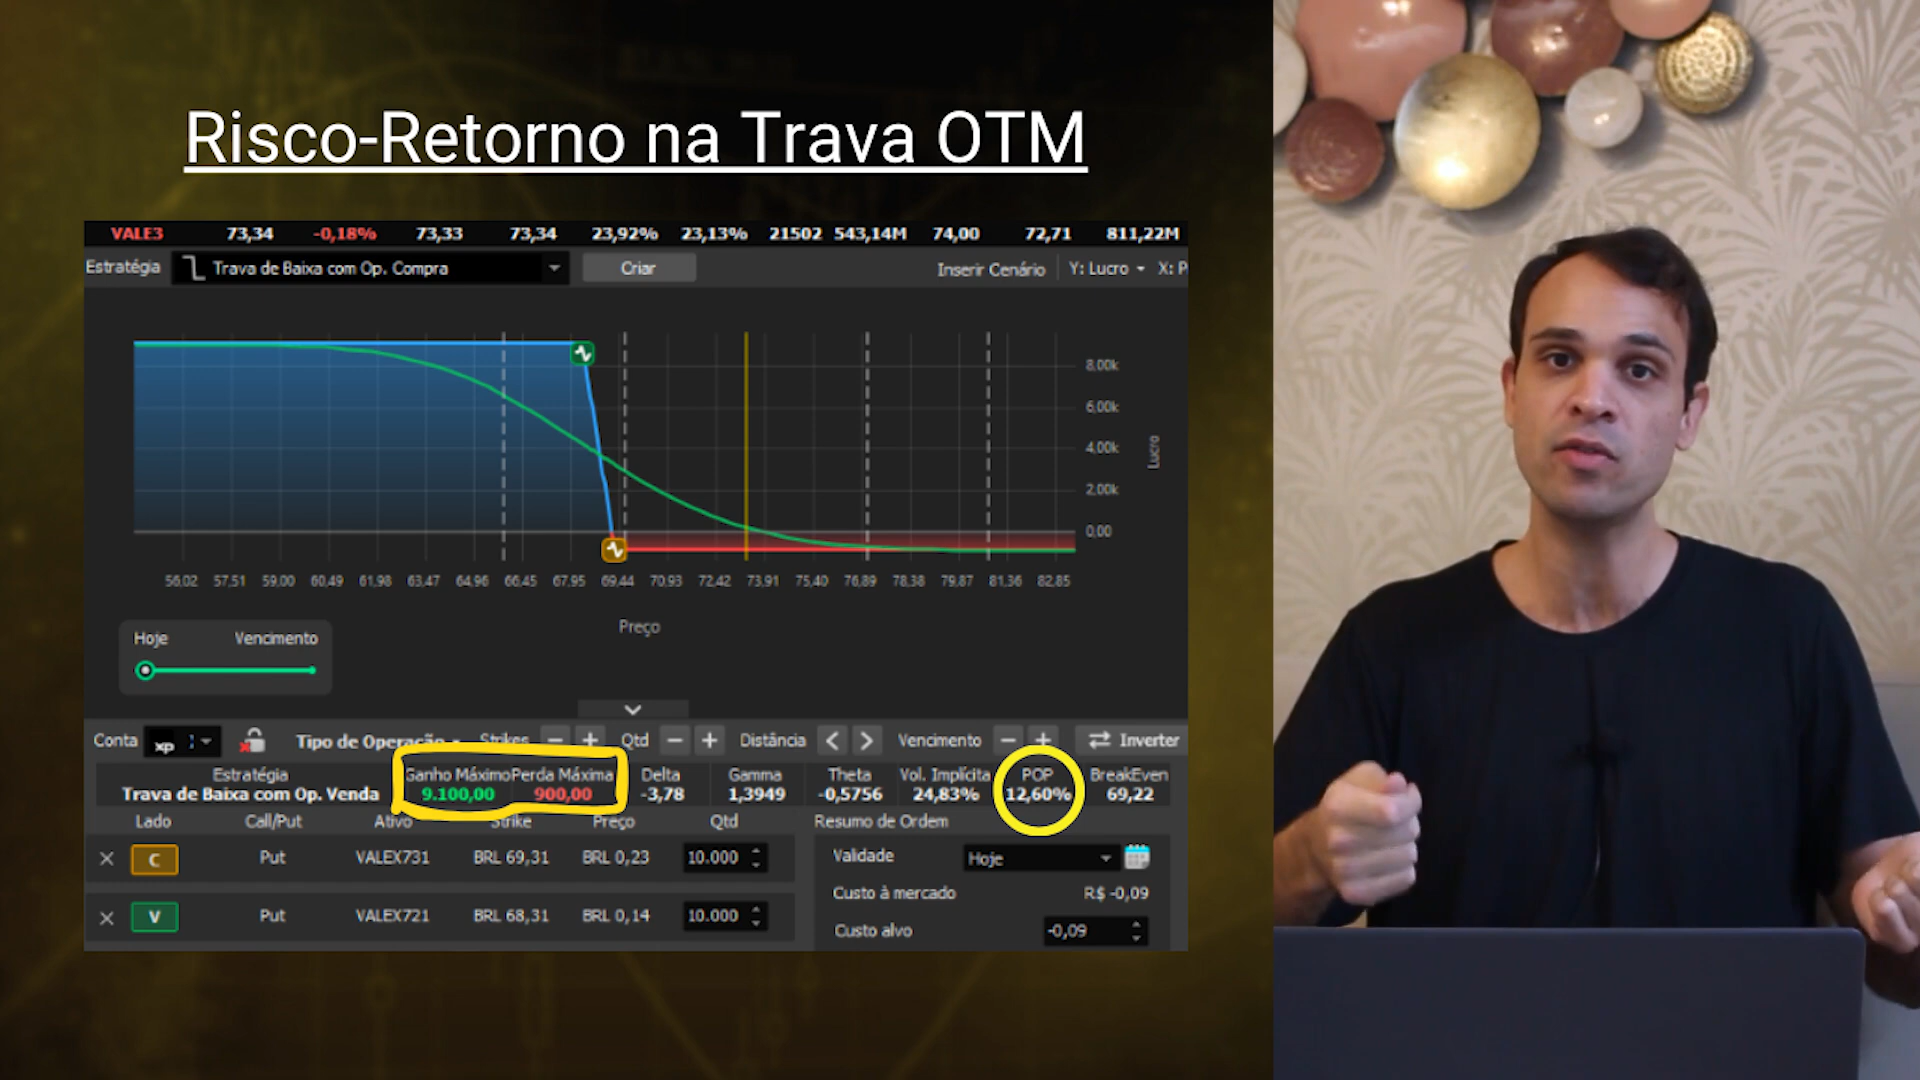 Risco-Retorno na Trava OTM
VALE3 73,34 -0,18% 73,33 73,34 23,92% 23,13% 21502 543,14M 74,00 72,71 811,22M
Estratégia Trava de Baixa com Op. Compra Criar Inserir Cenário Y: Lucro X: P
8,00k
6,00k
4,00k
2,00k
0,00
Lucro
56,02 57,51 59,00 60,49 61,98 63,47 64,96 66,45 67,95 69,44 70,93 72,42 73,91 75,40 76,89 78,38 79,87 81,36 82,85
Preço
Hoje Vencimento
Conta xp Tipo de Operação Strikes Qtd Distância Vencimento Inverter
Estratégia Ganho Máximo Perda Máxima Delta Gamma Theta Vol. Implícita POP BreakEven
Trava de Baixa com Op. Venda 9.100,00 900,00 -3,78 1,3949 -0,5756 24,83% 12,60% 69,22
Lado Call/Put Ativo Strike Preço Qtd Resumo de Ordem
C Put VALEX731 BRL 69,31 BRL 0,23 10.000 Validade Hoje
Custo à mercado R$ -0,09
V Put VALEX721 BRL 68,31 BRL 0,14 10.000
Custo alvo -0,09